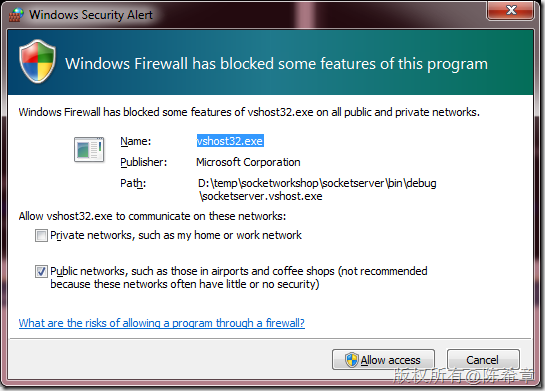 Windows Security Alert
Windows Firewall has blocked some features of this program
Windows Firewall has blocked some features of vshost32.exe on all public and private networks.
Name: vshost32.exe
Publisher: Microsoft Corporation
Path: D:\temp\socketworkshop\socketserver\bin\debug
\socketserver.vshost.exe
Allow vshost32.exe to communicate on these networks:
Private networks, such as my home or work network
Public networks, such as those in airports and coffee shops (not recommended
because these networks often have little or no security)
What are the risks of allowing a program through a firewall?
Allow access
Cancel
版权所有@陈希章